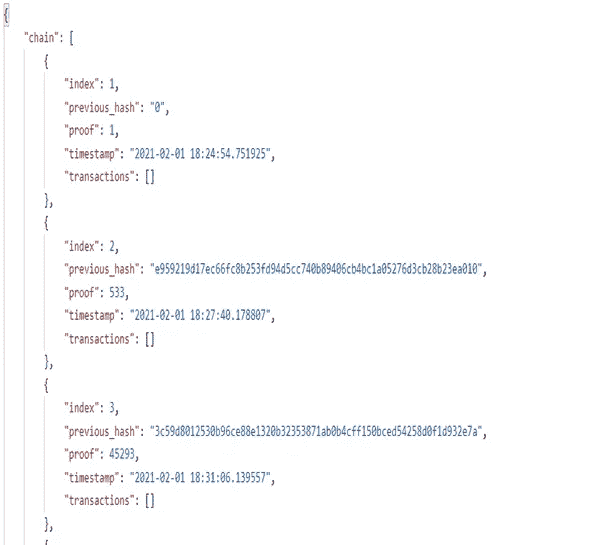 {
"chain": [
{
"index": 1,
"previous_hash": "0",
"proof": 1,
"timestamp": "2021-02-01 18:24:54.751925",
"transactions": []
},
{
"index": 2,
"previous_hash": "e959219d17ec66fc8b253fd94d5cc740b89406cb4bc1a05276d3cb28b23ea010",
"proof": 533,
"timestamp": "2021-02-01 18:27:40.178807",
"transactions": []
},
{
"index": 3,
"previous_hash": "3c59d8012530b96ce88e1320b32353871ab0b4cff150bced54258d0f1d932e7a",
"proof": 45293,
"timestamp": "2021-02-01 18:31:06.139557",
"transactions": []
},
{